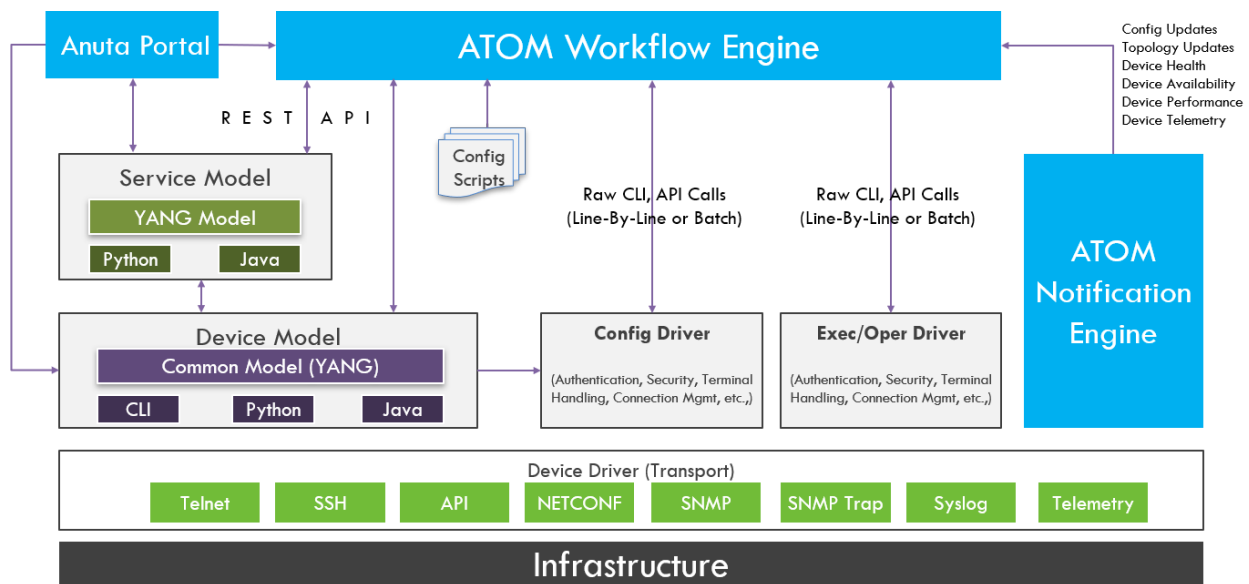 Anuta Portal
ATOM Workflow Engine
Config Updates
Topology Updates
Device Health
Device Availability
Device Performance
Device Telemetry
REST API
Config
Scripts
Service Model
YANG Model
Python
Java
Raw CLI, API Calls
(Line-By-Line or Batch)
Raw CLI, API Calls
(Line-By-Line or Batch)
ATOM
Notification
Engine
Device Model
Common Model (YANG)
CLI
Python
Java
Config Driver
(Authentication, Security, Terminal
Handling, Connection Mgmt, etc.,)
Exec/Oper Driver
(Authentication, Security, Terminal
Handling, Connection Mgmt, etc.,)
Device Driver (Transport)
Telnet
SSH
API
NETCONF
SNMP
SNMP Trap
Syslog
Telemetry
Infrastructure